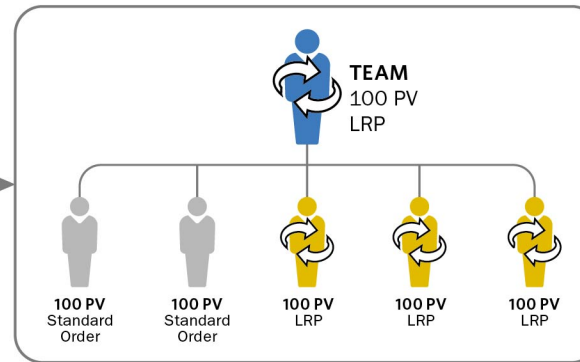 TEAM
100 PV
LRP
100 PV
Standard
Order
100 PV
Standard
Order
100 PV
LRP
100 PV
LRP
100 PV
LRP